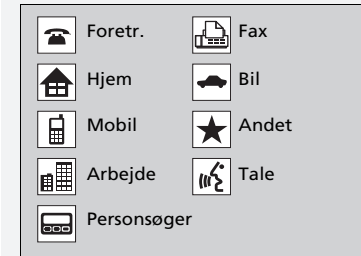 Foretr. Fax
Hjem Bil
Mobil Andet
Arbejde Tale
Personsøger